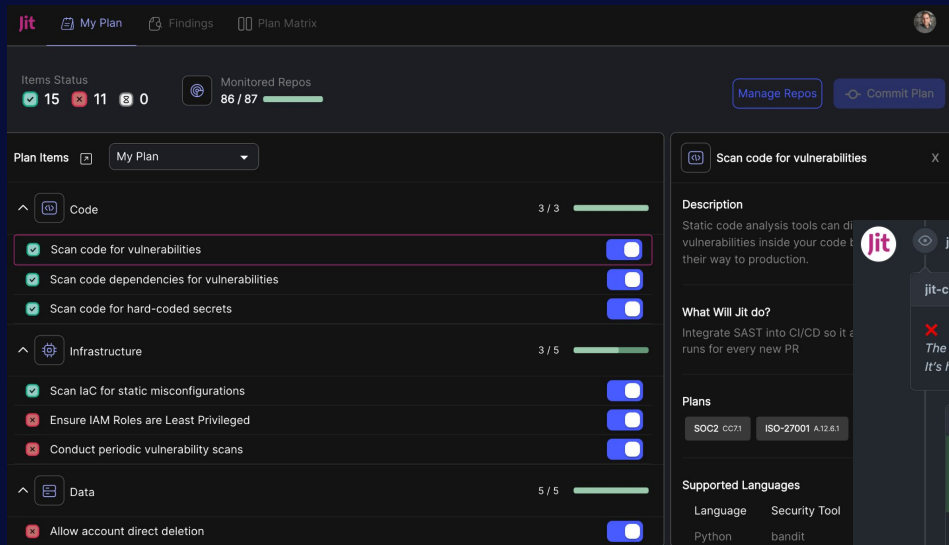 Jit My Plan Findings Plan Matrix
Items Status
15 11 0
Monitored Repos
86 / 87
Manage Repos
Commit Plan
Plan Items My Plan
Code 3 / 3
Scan code for vulnerabilities
Scan code dependencies for vulnerabilities
Scan code for hard-coded secrets
Infrastructure 3 / 5
Scan IaC for static misconfigurations
Ensure IAM Roles are Least Privileged
Conduct periodic vulnerability scans
Data 5 / 5
Allow account direct deletion
Scan code for vulnerabilities X
Description
Static code analysis tools can di
vulnerabilities inside your code b
their way to production.
What Will Jit do?
Integrate SAST into CI/CD so it a
runs for every new PR
Plans
SOC2 CC7.1 ISO-27001 A.12.6.1
Supported Languages
Language Security Tool
Python bandit
Jit j
jit-c
The
It's h